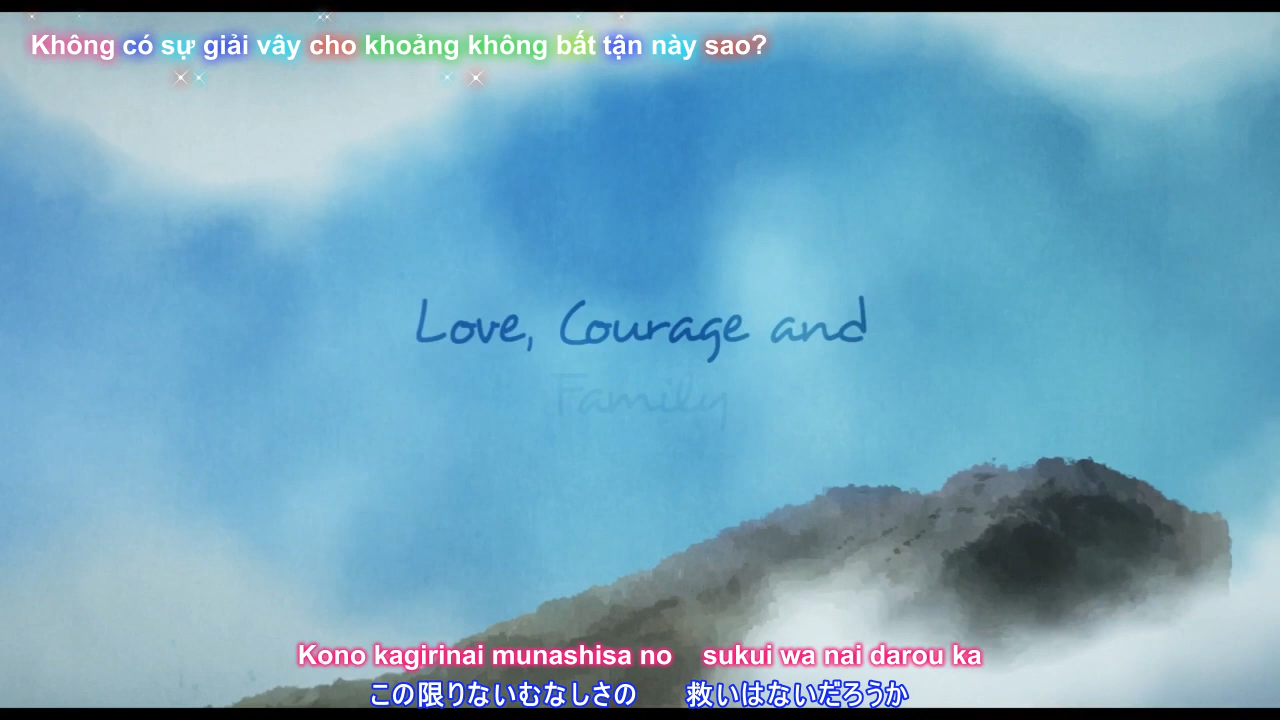 Không có sự giải vây cho khoảng không bất tận này sao?
Love, Courage and
Family
Kono kagirinai munashisa no sukui wa nai darou ka
この限りないむなしさの 救いはないだろうか